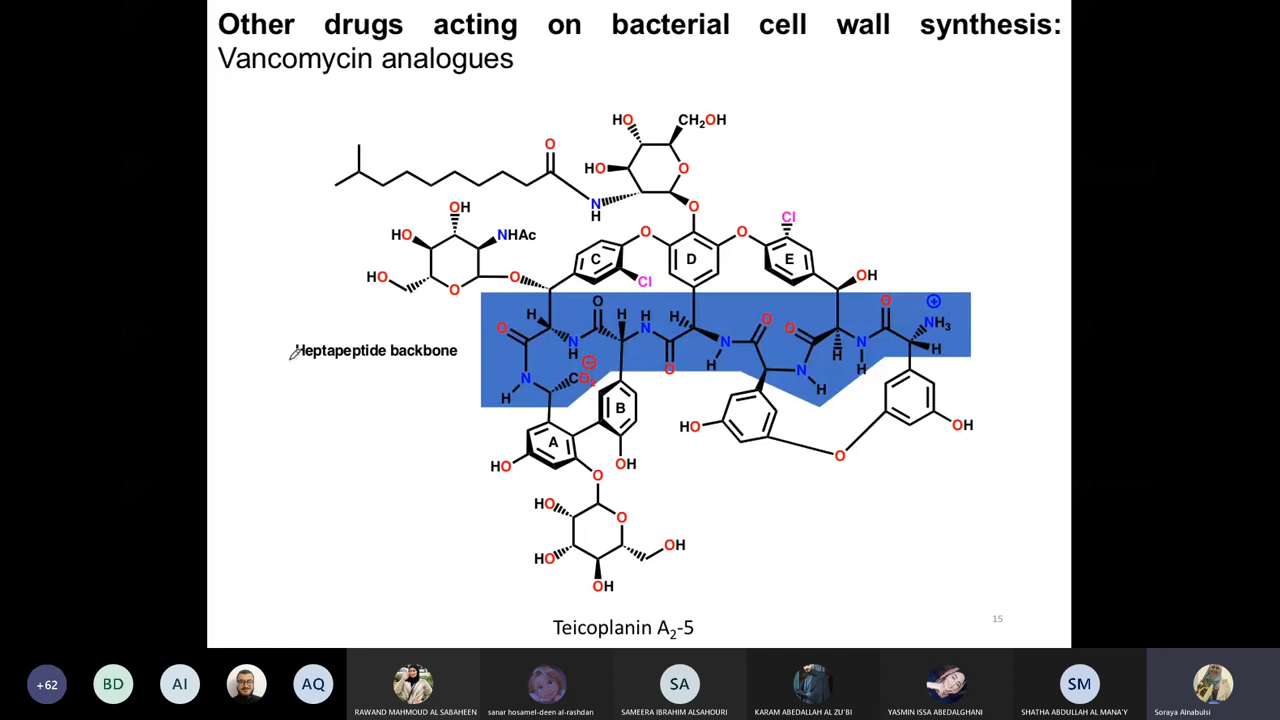 Other drugs acting on bacterial cell wall synthesis:
Vancomycin analogues
HO
CH2OH
O
HO
O
N
H
O
OH
HO
NHAc
O
O
Cl
C
D
E
HO
O
O
Cl
OH
H
O
H
H
H
O
O
O
⊕
NH3
O
N
H
N
O
N
H
N
H
H
N
H
H
Heptapeptide backbone
⊖
CO2
N
H
B
A
HO
OH
O
HO
O
OH
HO
O
HO
OH
OH
Teicoplanin A2-5
15
+62
BD
AI
AQ
SA
SM
RAWAND MAHMOUD AL SABAHEEN
sanar hosamel-deen al-rashdan
SAMEERA IBRAHIM ALSAHOURI
KARAM ABEDALLAH AL ZU'BI
YASMIN ISSA ABEDALGHANI
SHATHA ABDULLAH AL MANA'Y
Soraya Alnabulsi